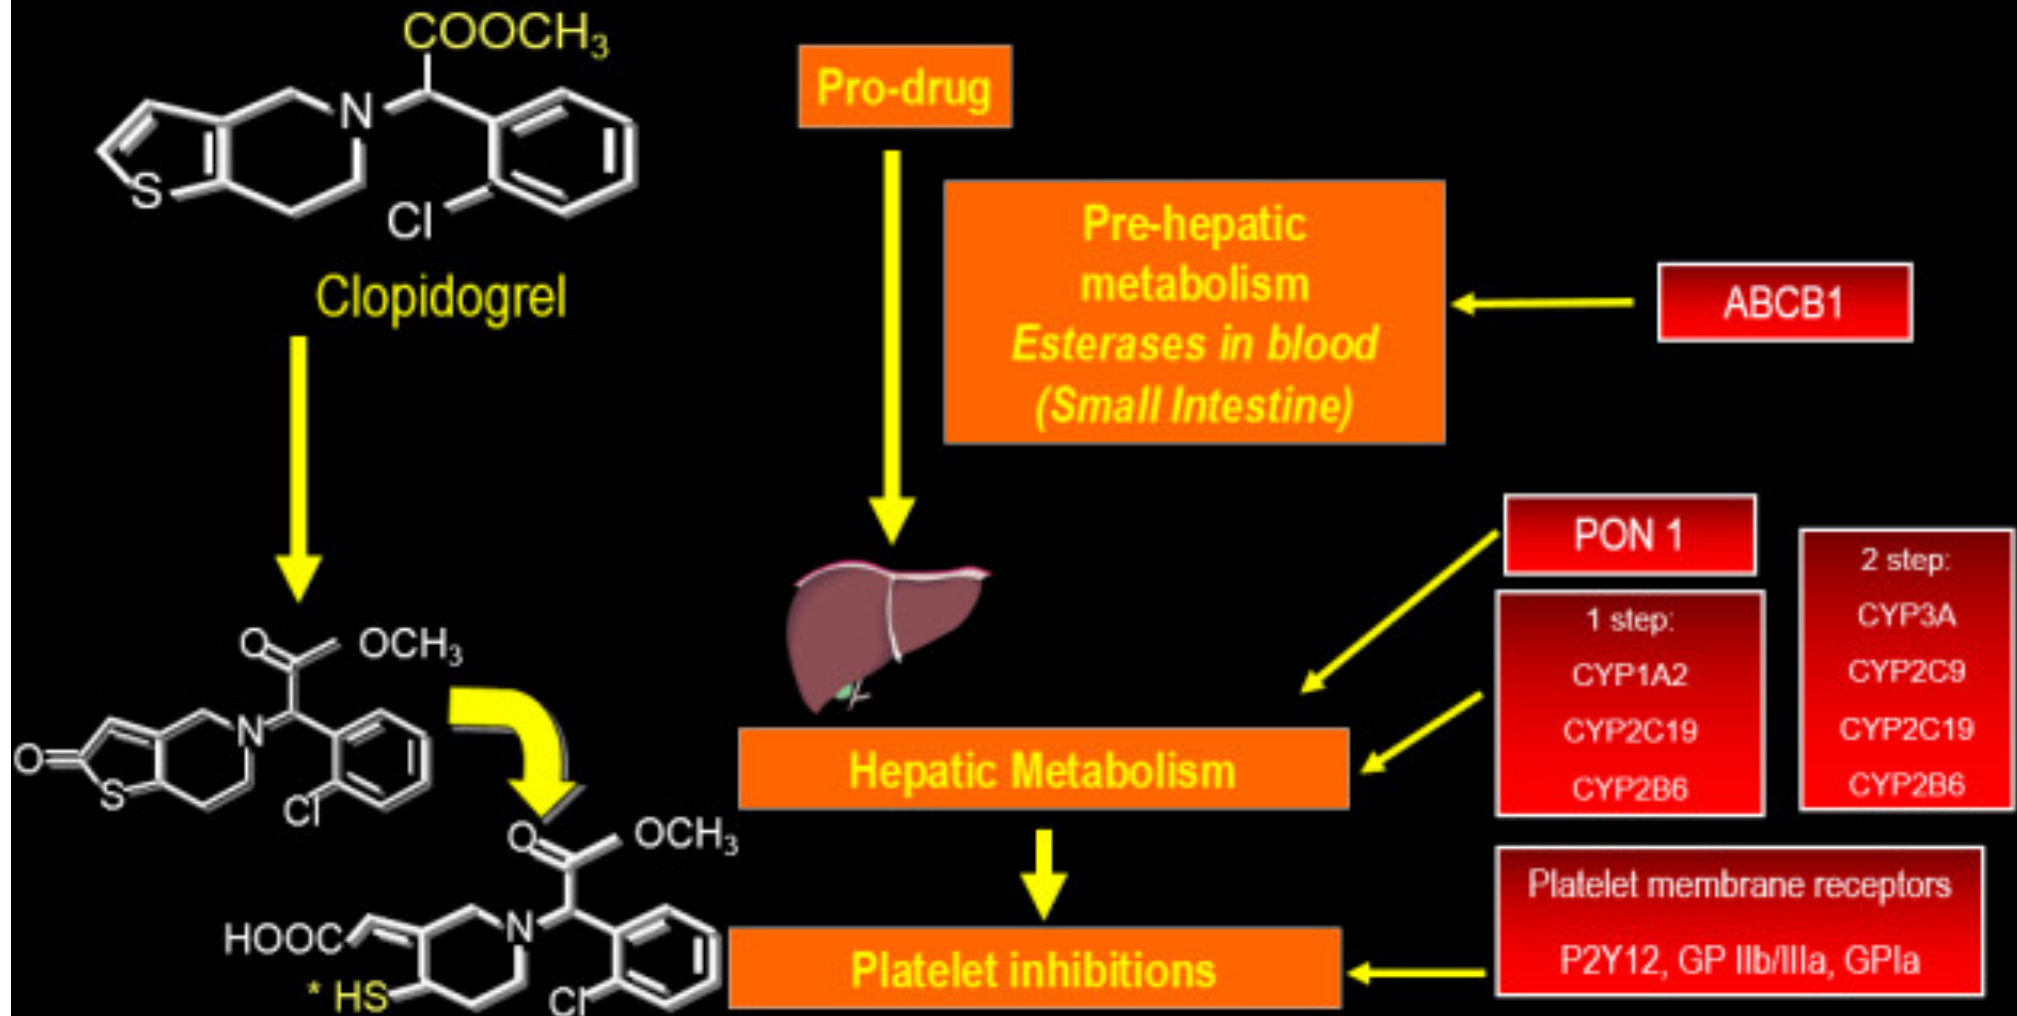 COOCH3
N
S
Cl
Clopidogrel
O
OCH3
N
O
S
Cl
O
OCH3
HOOC
N
* HS
Cl
Pro-drug
Pre-hepatic
metabolism
Esterases in blood
(Small Intestine)
ABCB1
PON 1
1 step:
CYP1A2
CYP2C19
CYP2B6
2 step:
CYP3A
CYP2C9
CYP2C19
CYP2B6
Hepatic Metabolism
Platelet inhibitions
Platelet membrane receptors
P2Y12, GP IIb/IIIa, GPIa